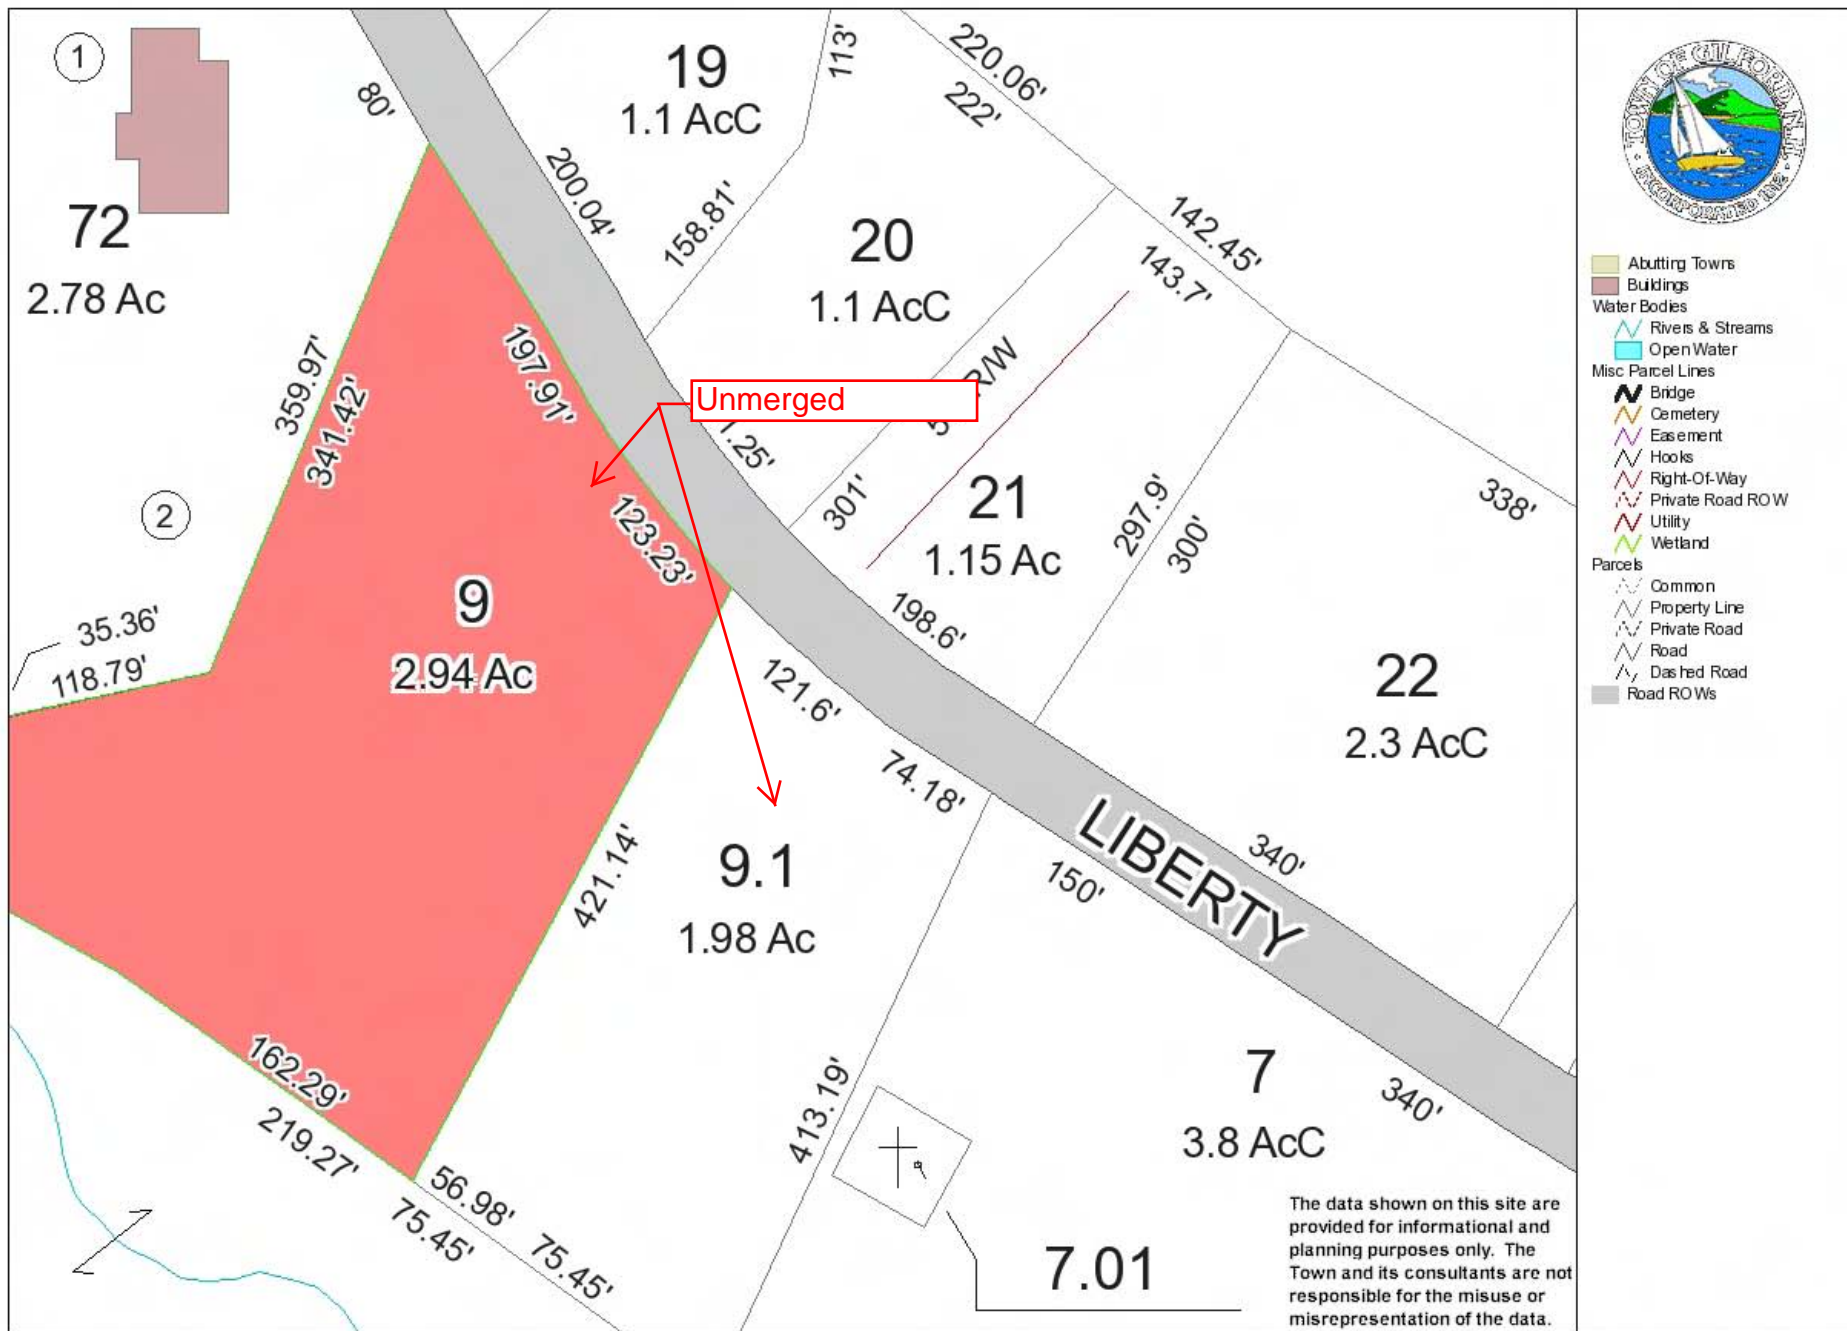 1
80'
19
1.1 AcC
113'
220.06'
222'
200.04'
158.81'
72
2.78 Ac
20
1.1 AcC
142.45'
143.7'
359.97'
341.42'
197.91'
R/W
Unmerged
1.25'
301'
21
1.15 Ac
297.9'
300'
338'
2
123.23'
9
2.94 Ac
35.36'
118.79'
198.6'
121.6'
74.18'
22
2.3 AcC
421.14'
9.1
1.98 Ac
150'
LIBERTY
340'
162.29'
219.27'
56.98'
75.45'
75.45'
413.19'
7
3.8 AcC
340'
7.01
The data shown on this site are
provided for informational and
planning purposes only. The
Town and its consultants are not
responsible for the misuse or
misrepresentation of the data.
TOWN OF GILFORD, N.H.
INCORPORATED 1812
Abutting Towns
Buildings
Water Bodies
Rivers & Streams
Open Water
Misc Parcel Lines
Bridge
Cemetery
Easement
Hooks
Right-Of-Way
Private Road ROW
Utility
Wetland
Parcels
Common
Property Line
Private Road
Road
Dashed Road
Road ROWs